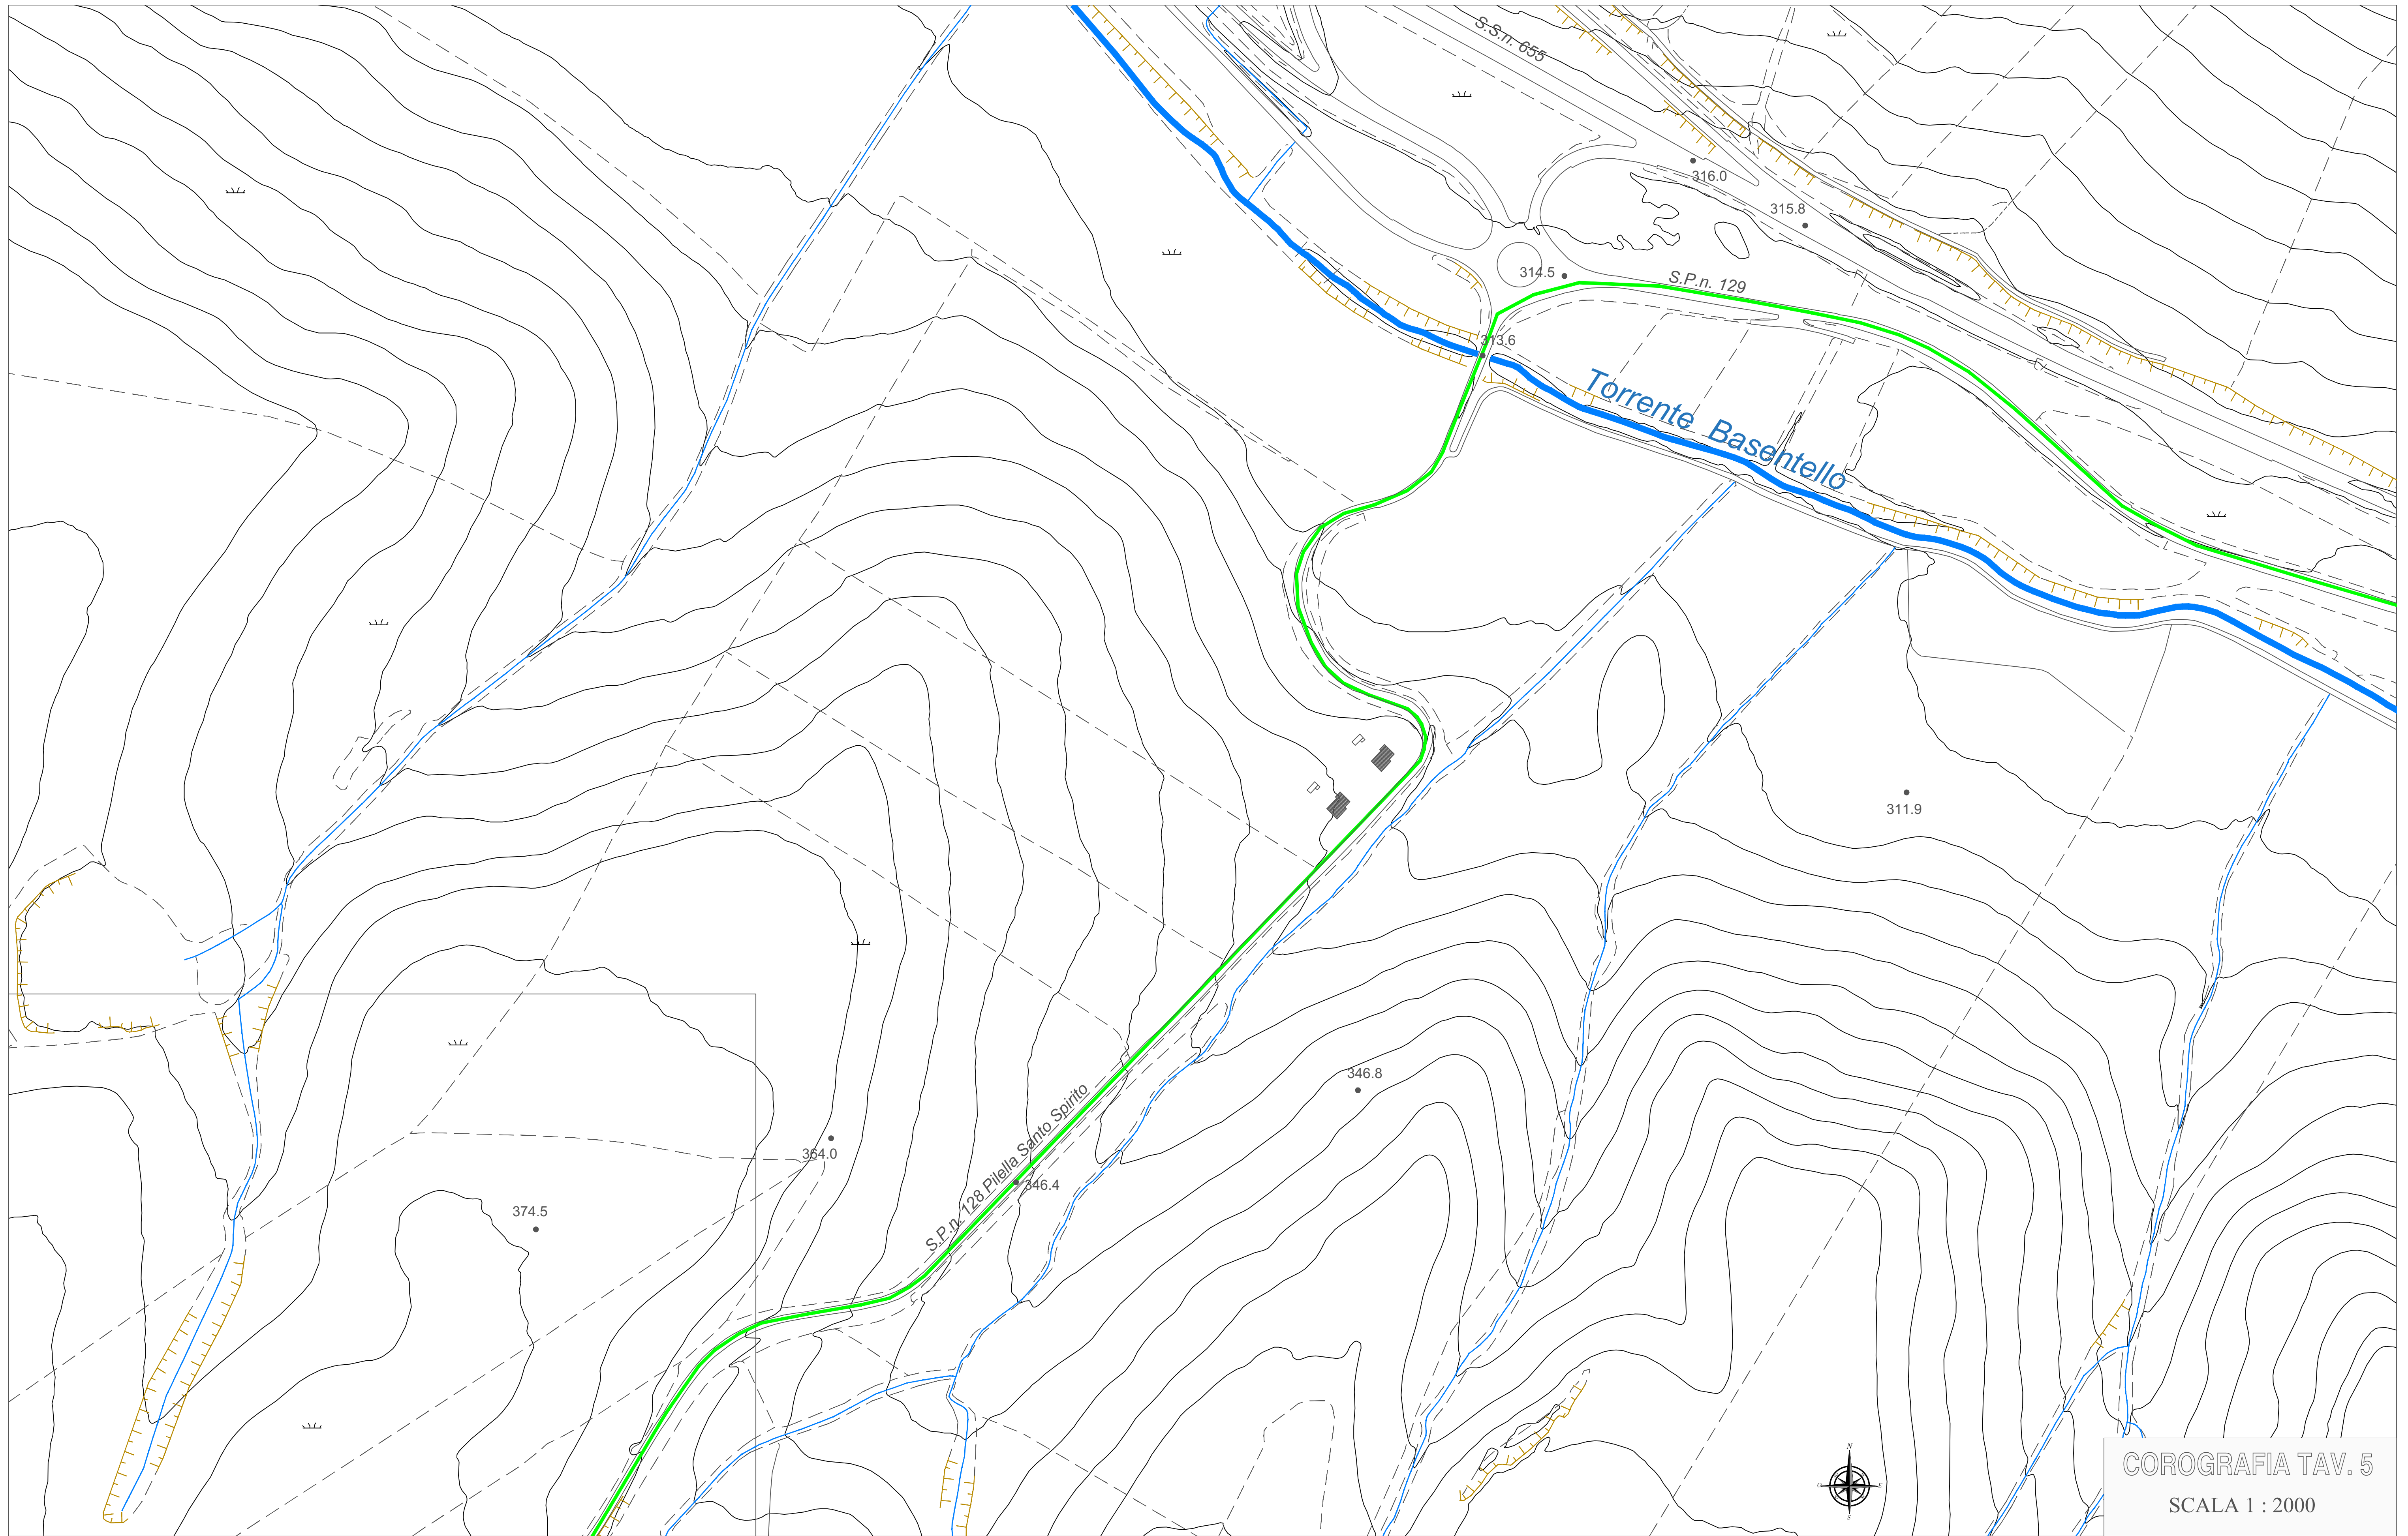 S.S.n. 655
316.0
315.8
314.5
S.P.n. 129
313.6
Torrente Basentello
311.9
346.8
S.P.n. 128 Pilella Santo Spirito
364.0
346.4
374.5
N
O
E
S
COROGRAFIA TAV. 5
SCALA 1 : 2000